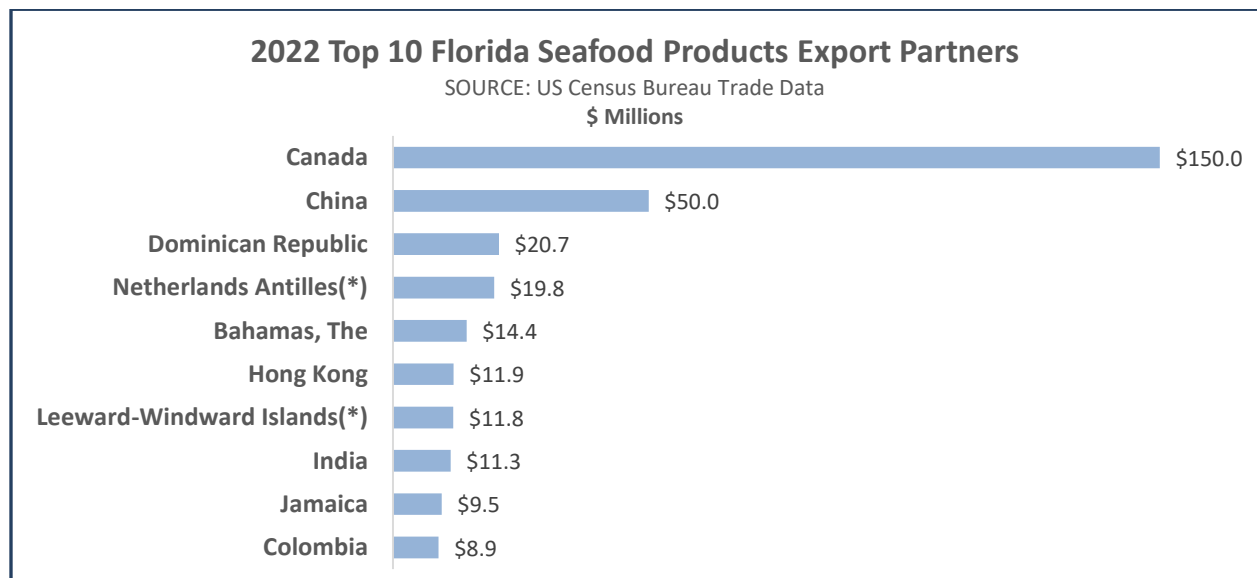 2022 Top 10 Florida Seafood Products Export Partners
SOURCE: US Census Bureau Trade Data
$ Millions
Canada $150.0
China $50.0
Dominican Republic $20.7
Netherlands Antilles(*) $19.8
Bahamas, The $14.4
Hong Kong $11.9
Leeward-Windward Islands(*) $11.8
India $11.3
Jamaica $9.5
Colombia $8.9